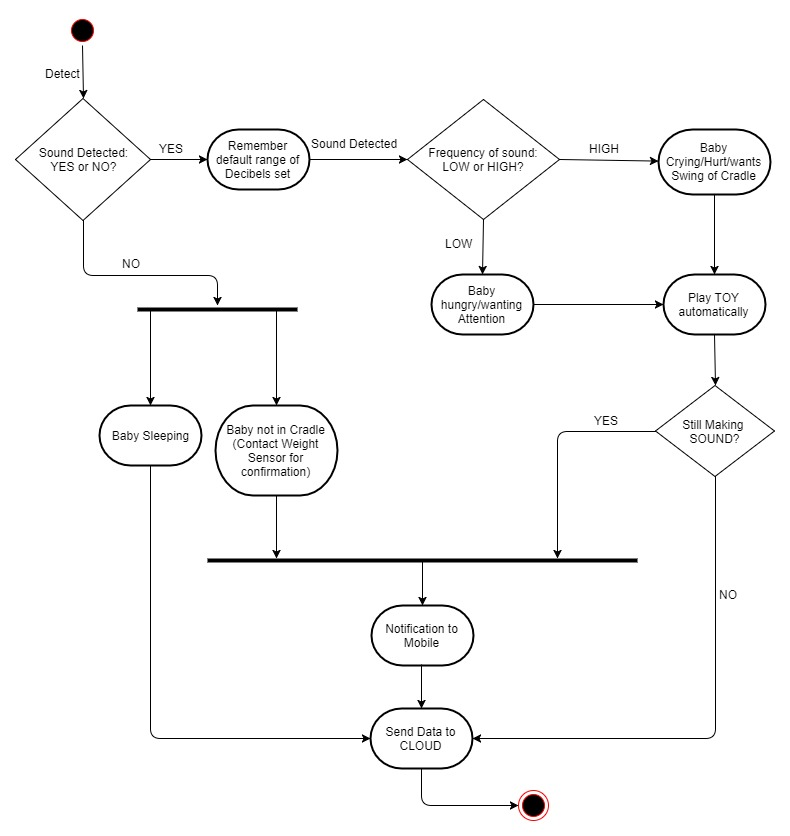 Detect
Sound Detected:
YES or NO?
YES
Remember
default range of
Decibels set
Sound Detected
Frequency of sound:
LOW or HIGH?
HIGH
Baby
Crying/Hurt/wants
Swing of Cradle
LOW
NO
Baby
hungry/wanting
Attention
Play TOY
automatically
Baby Sleeping
Baby not in Cradle
(Contact Weight
Sensor for
confirmation)
YES
Still Making
SOUND?
NO
Notification to
Mobile
Send Data to
CLOUD